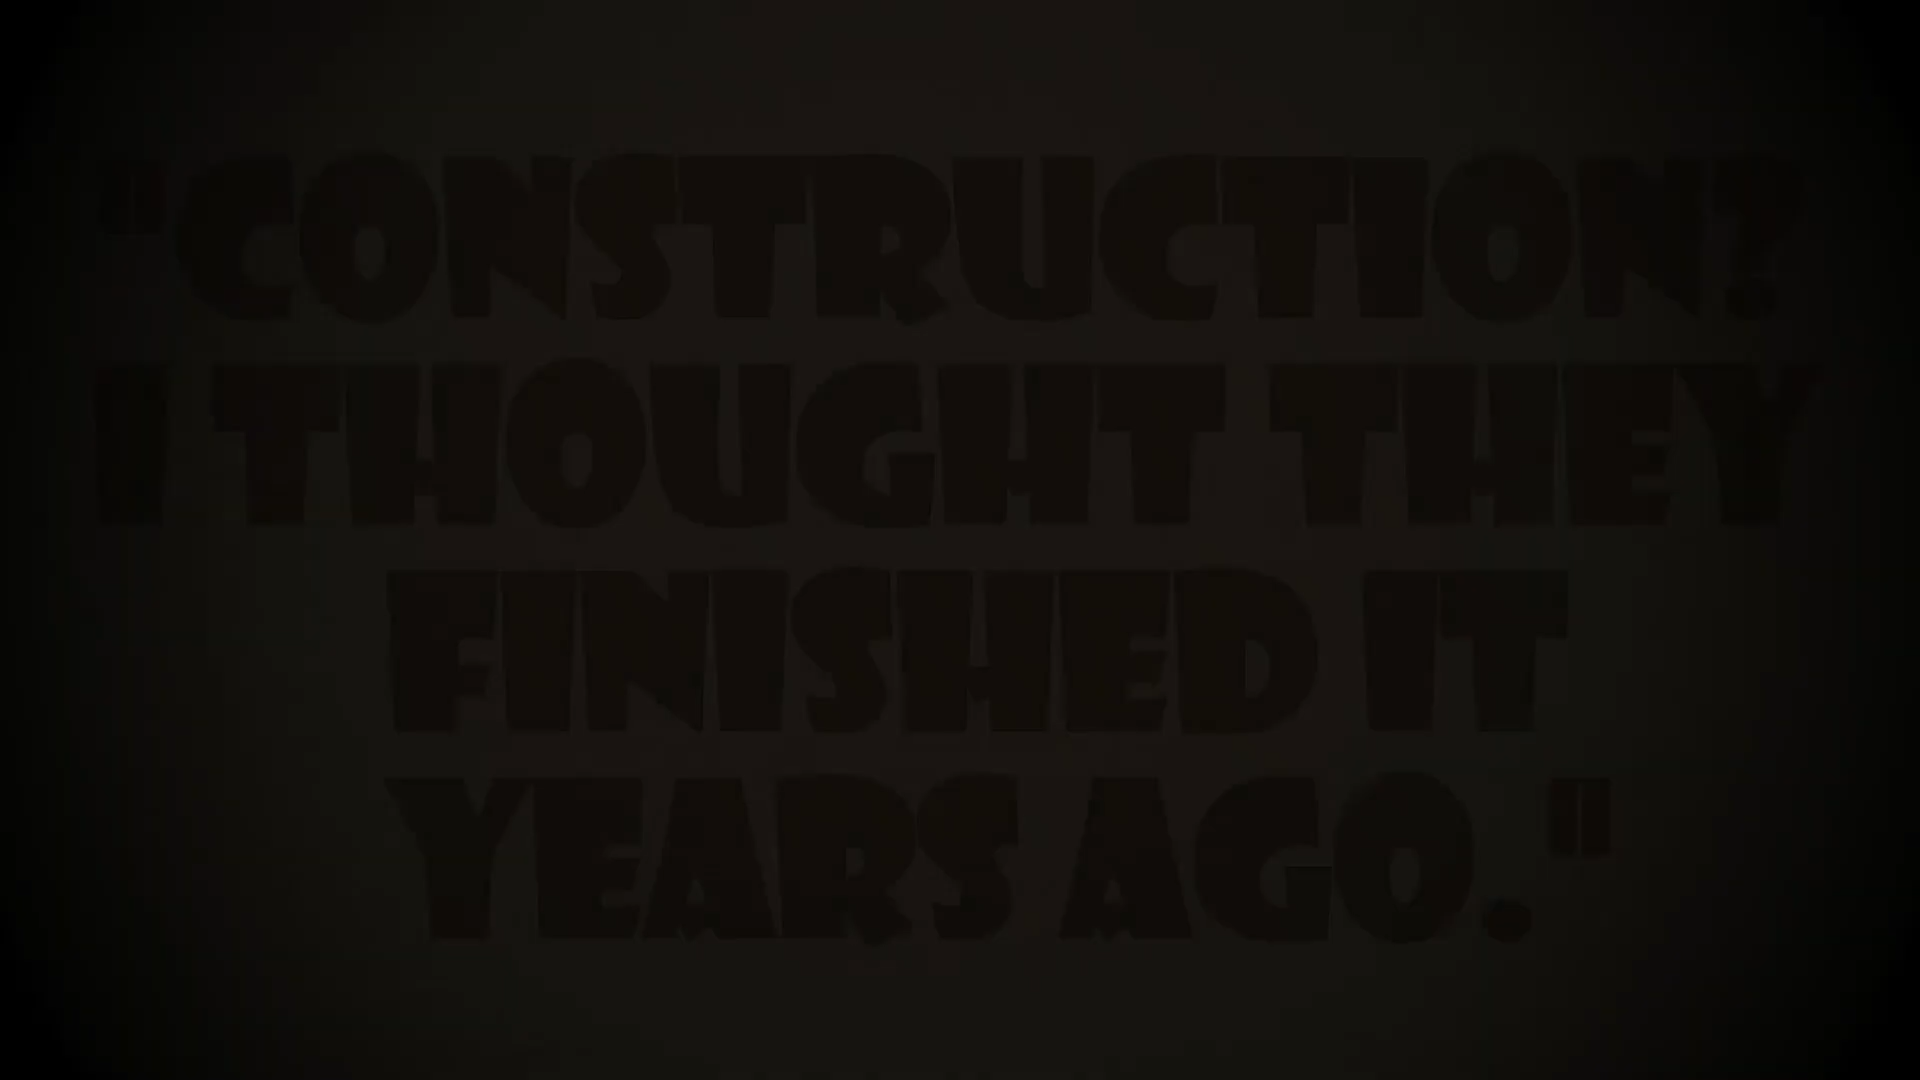 "CONSTRUCTION?
I THOUGHT THEY
FINISHED IT
YEARS AGO."